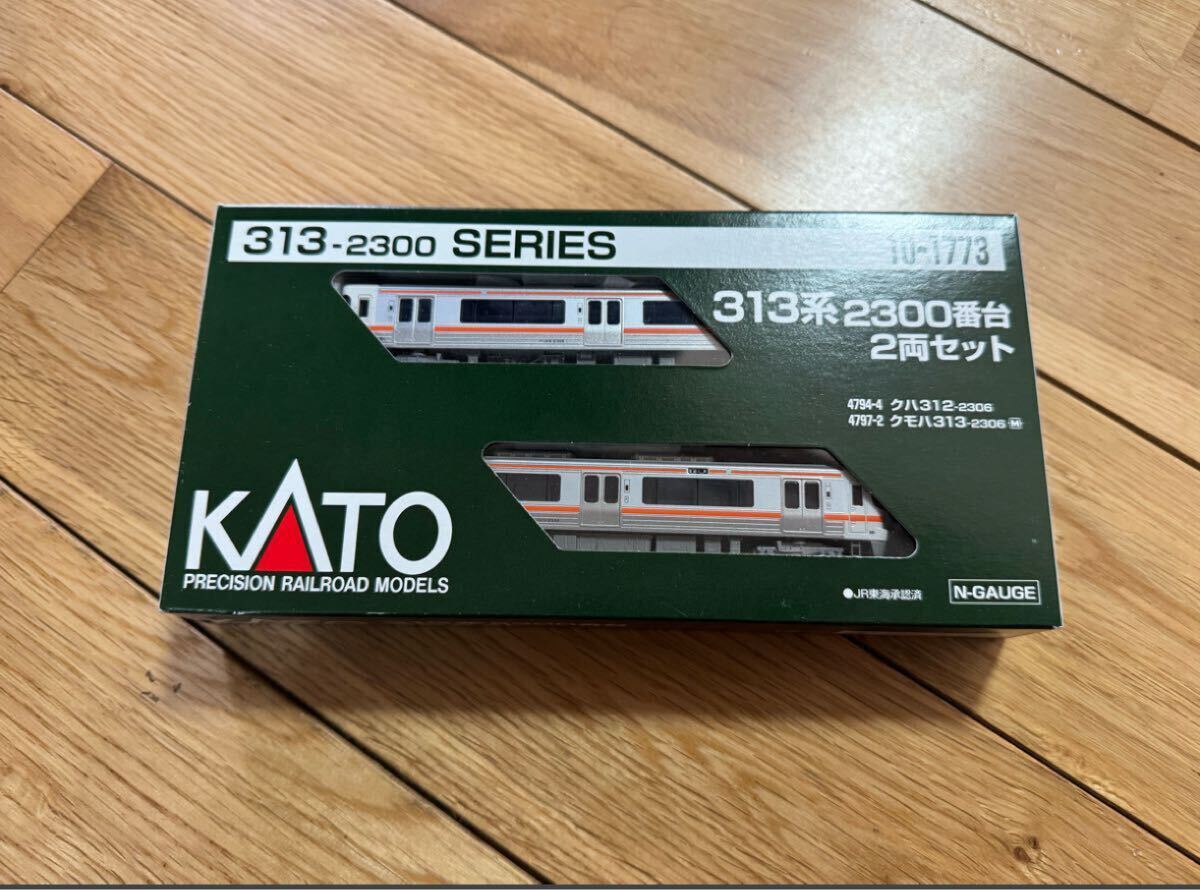 313-2300 SERIES
10-1773
313系 2300番台
2両セット
4794-4 クハ312-2306
4797-2 クモハ313-2306 M
KATO
PRECISION RAILROAD MODELS
●JR東海承認済
N-GAUGE